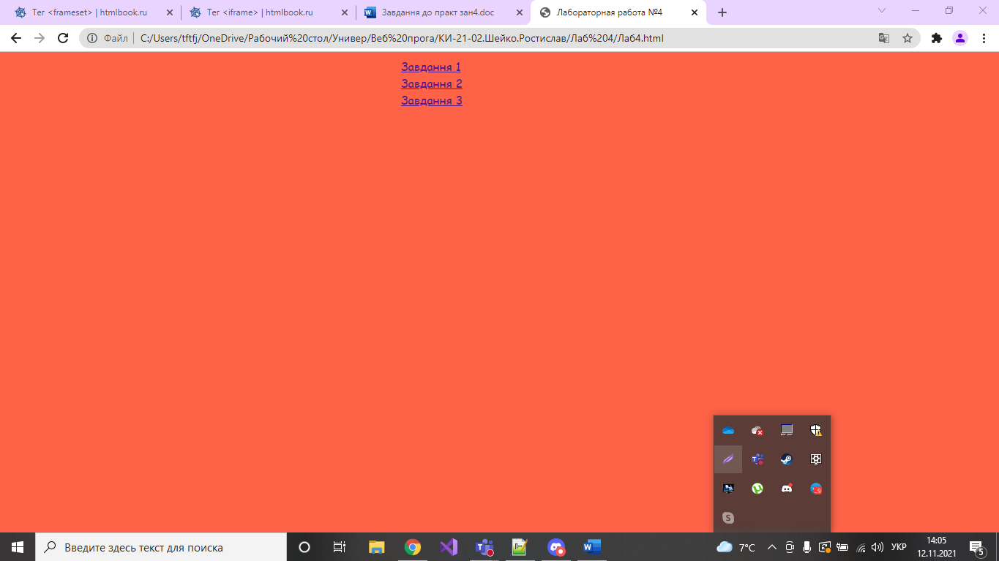 Тег <frameset> | htmlbook.ru
Тег <iframe> | htmlbook.ru
Завдання до практ зан4.doc
Лабораторная работа №4
Файл
C:/Users/tftfj/OneDrive/Рабочий%20стол/Универ/Веб%20прога/КИ-21-02.Шейко.Ростислав/Лаб%204/Лаб4.html
Завдання 1
Завдання 2
Завдання 3
Введите здесь текст для поиска
7°C
УКР
14:05
12.11.2021
5